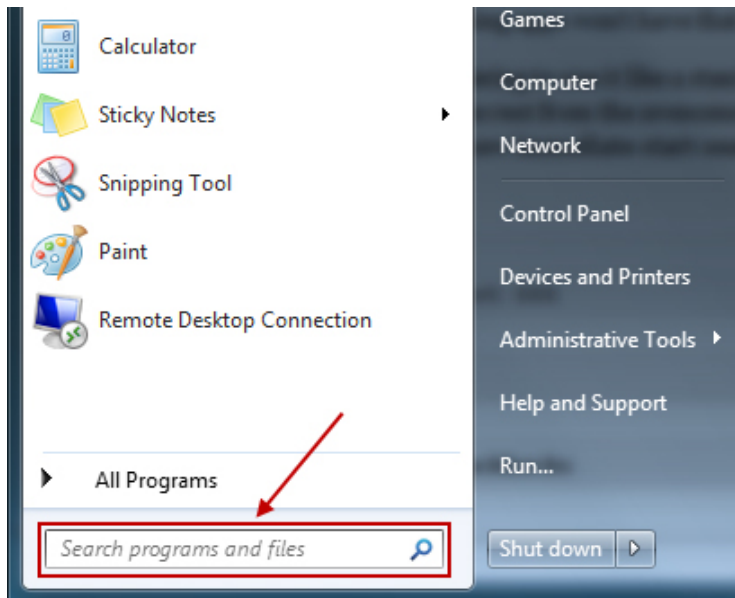 Calculator
Sticky Notes
Snipping Tool
Paint
Remote Desktop Connection
All Programs
Search programs and files
Games
Computer
Network
Control Panel
Devices and Printers
Administrative Tools
Help and Support
Run...
Shut down